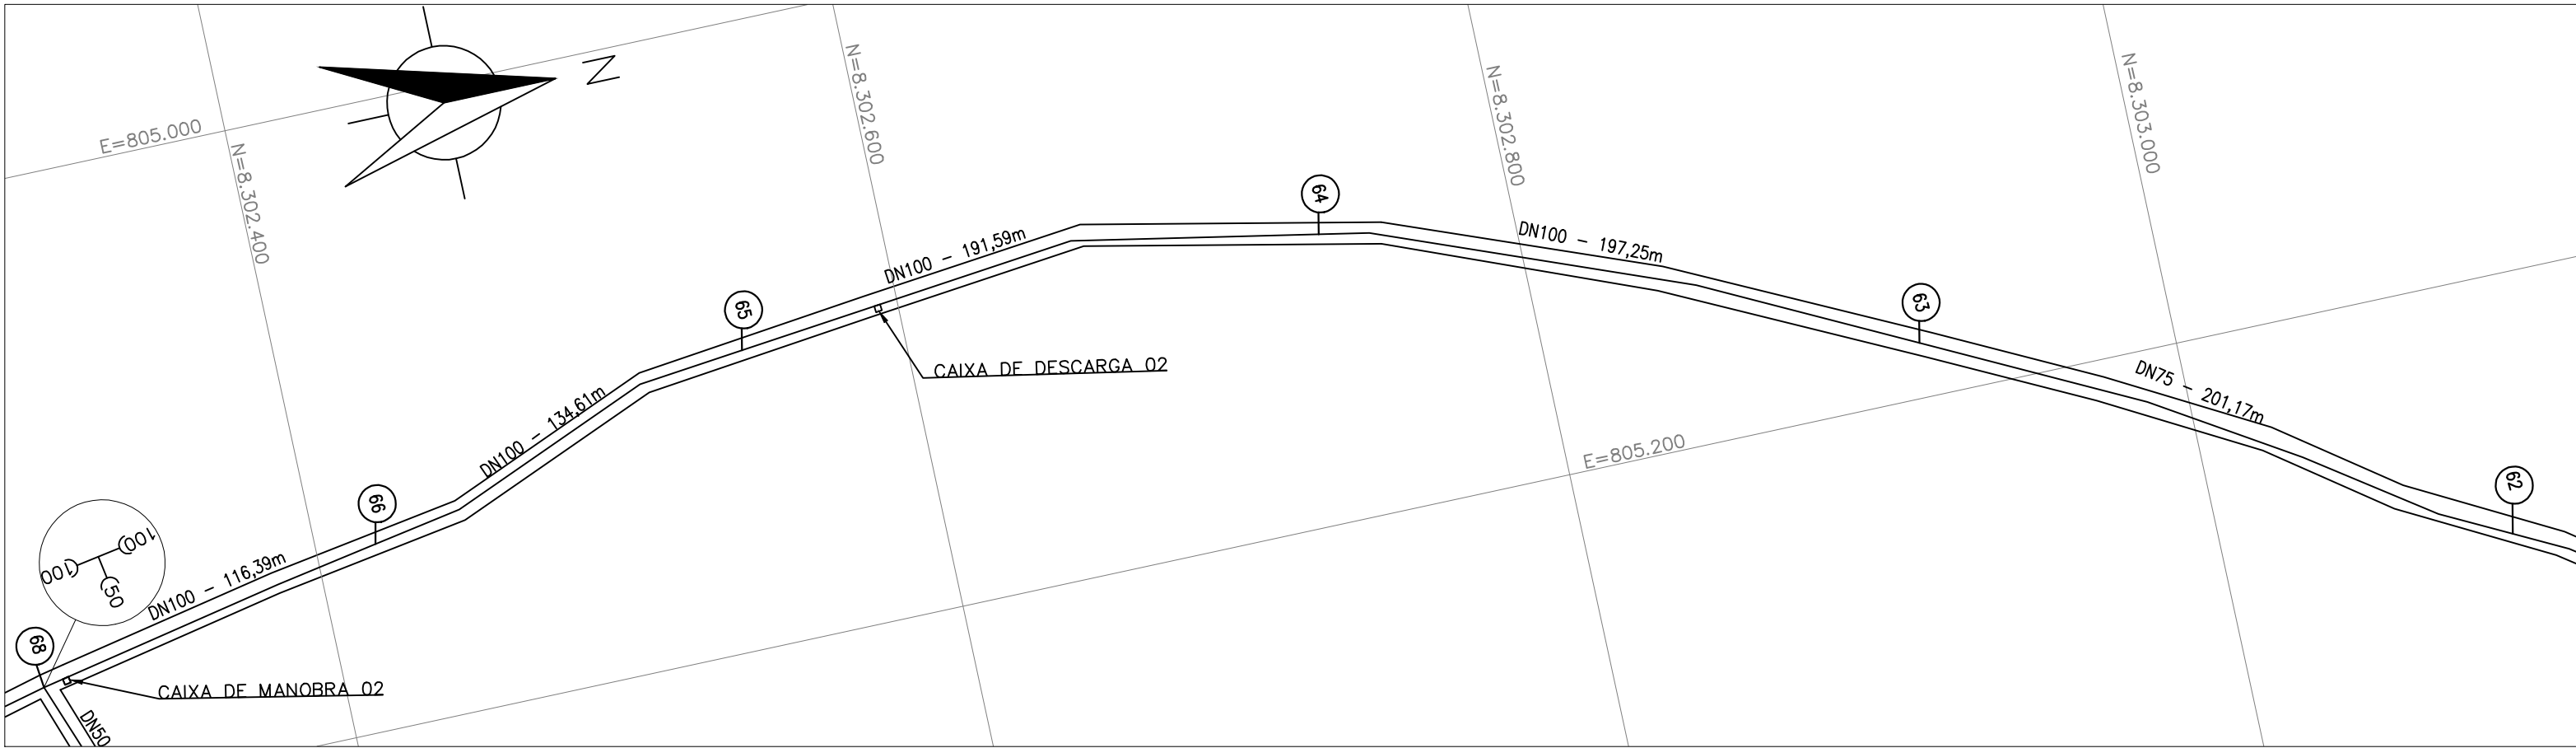 N
E=805.000
N=8.302.400
N=8.302.600
N=8.302.800
N=8.303.000
64
DN100 - 191,59m
DN100 - 197,25m
65
63
CAIXA DE DESCARGA 02
DN75 - 201,17m
DN100 - 134,61m
E=805.200
62
66
100
100
50
DN100 - 116,39m
68
CAIXA DE MANOBRA 02
DN50